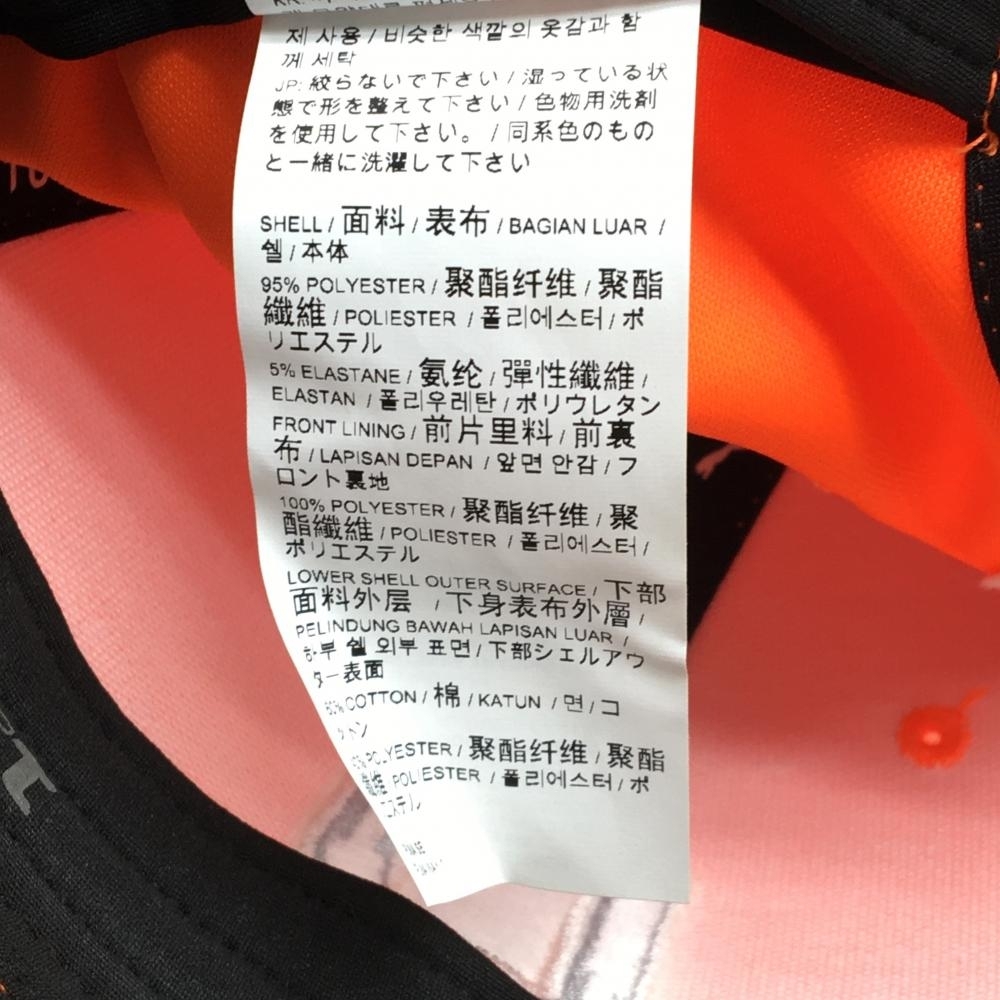 제 사용 / 비슷한 색깔의 옷감과 함
께 세탁
JP: 絞らないで下さい / 湿っている状
態で形を整えて下さい / 色物用洗剤
を使用して下さい。 / 同系色のもの
と一緒に洗濯して下さい
SHELL / 面料 / 表布 / BAGIAN LUAR /
쉘 / 本体
95% POLYESTER / 聚酯纤维 / 聚酯
纖維 / POLIESTER / 폴리에스터 / ポ
リエステル
5% ELASTANE / 氨纶 / 彈性纖維 /
ELASTAN / 폴리우레탄 / ポリウレタン
FRONT LINING / 前片里料 / 前裏
布 / LAPISAN DEPAN / 앞면 안감 / フ
ロント裏地
100% POLYESTER / 聚酯纤维 / 聚
酯纖維 / POLIESTER / 폴리에스터 /
ポリエステル
LOWER SHELL OUTER SURFACE / 下部
面料外层 / 下身表布外層 /
PELINDUNG BAWAH LAPISAN LUAR /
하부 쉘 외부 표면 / 下部シェルアウ
ター表面
COTTON / 棉 / KATUN / 면 / コ
ットン
POLYESTER / 聚酯纤维 / 聚酯
纖維 POLIESTER / 폴리에스터 / ポ
リエステル